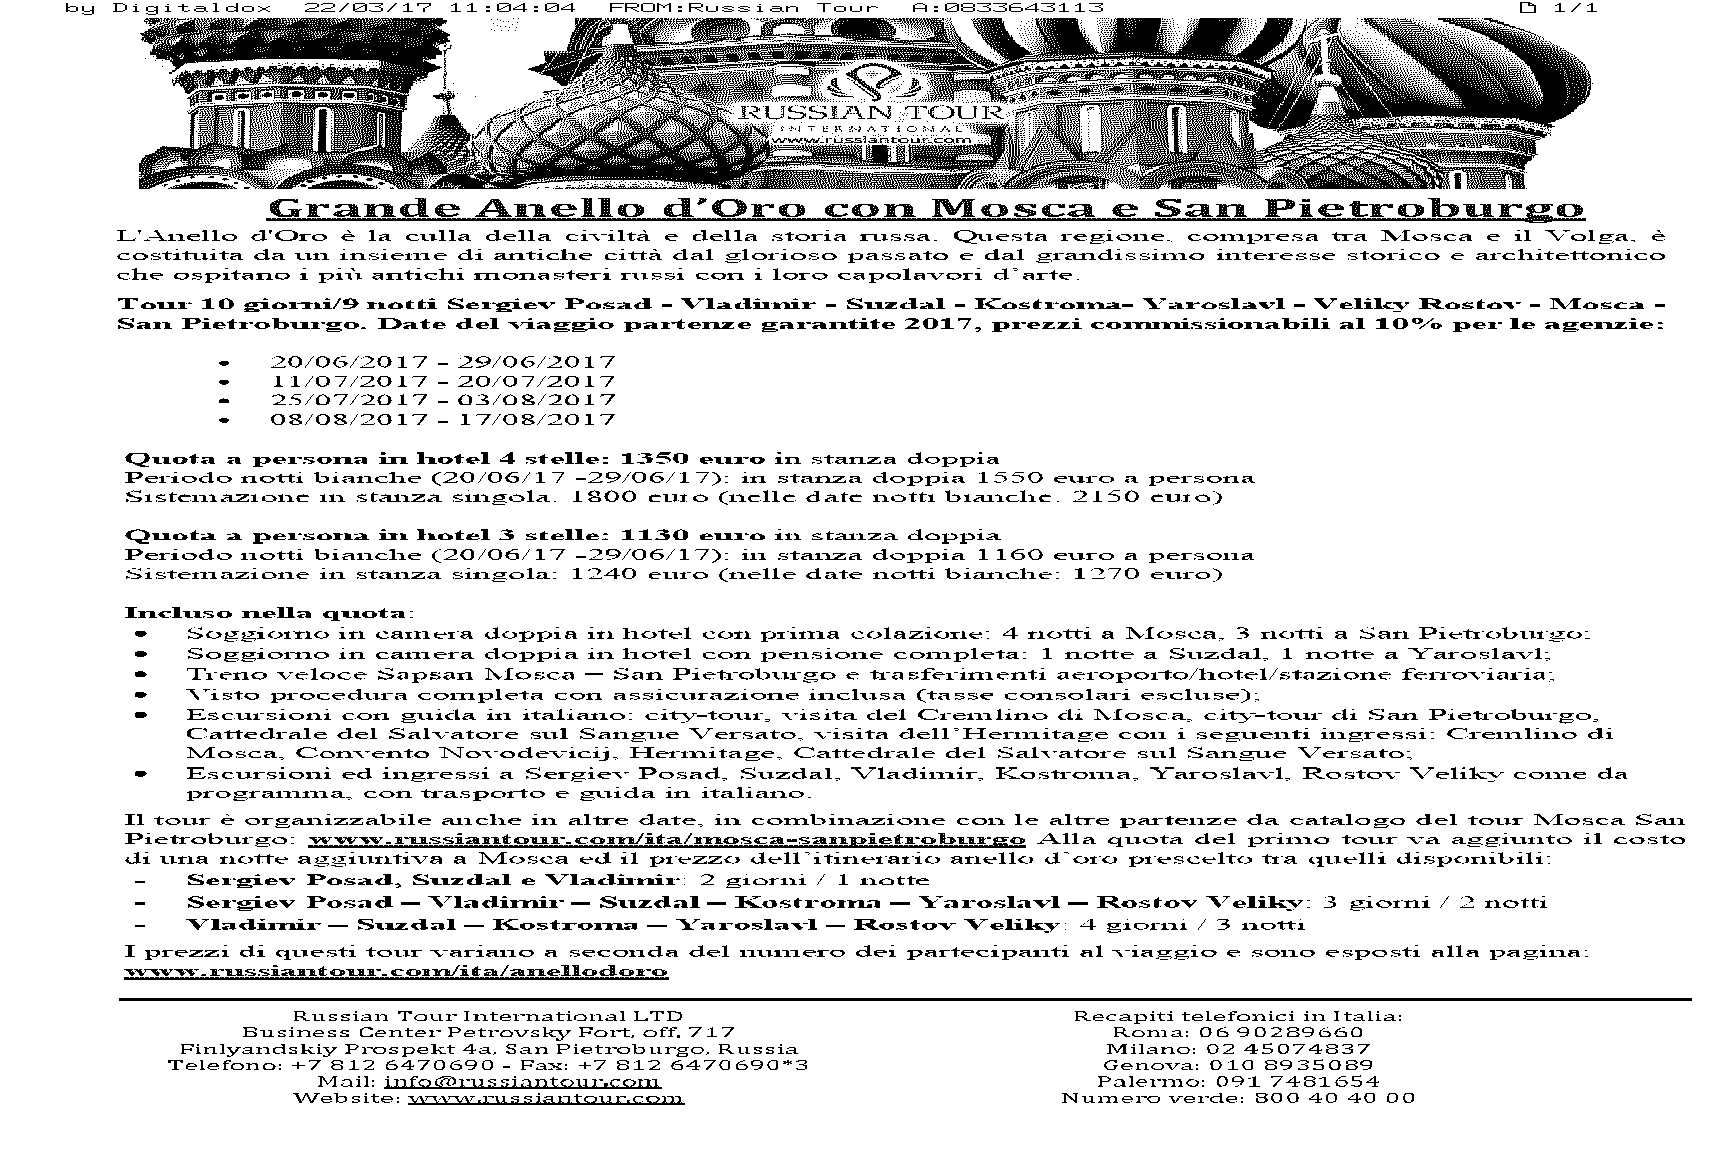 by Digitaldox 22/03/17 11:04:04 FROM:Russian Tour A:0833643113 1/1
RUSSIAN TOUR
INTERNATIONAL
www.russiantour.com
Grande Anello d'Oro con Mosca e San Pietroburgo
L'Anello d'Oro è la culla della civiltà e della storia russa. Questa regione, compresa tra Mosca e il Volga, è
costituita da un insieme di antiche città dal glorioso passato e dal grandissimo interesse storico e architettonico
che ospitano i più antichi monasteri russi con i loro capolavori d'arte.
Tour 10 giorni/9 notti Sergiev Posad - Vladimir - Suzdal - Kostroma- Yaroslavl - Veliky Rostov - Mosca -
San Pietroburgo. Date del viaggio partenze garantite 2017, prezzi commissionabili al 10% per le agenzie:
• 20/06/2017 - 29/06/2017
• 11/07/2017 - 20/07/2017
• 25/07/2017 - 03/08/2017
• 08/08/2017 - 17/08/2017
Quota a persona in hotel 4 stelle: 1350 euro in stanza doppia
Periodo notti bianche (20/06/17 -29/06/17): in stanza doppia 1550 euro a persona
Sistemazione in stanza singola: 1800 euro (nelle date notti bianche: 2150 euro)
Quota a persona in hotel 3 stelle: 1130 euro in stanza doppia
Periodo notti bianche (20/06/17 -29/06/17): in stanza doppia 1160 euro a persona
Sistemazione in stanza singola: 1240 euro (nelle date notti bianche: 1270 euro)
Incluso nella quota:
• Soggiorno in camera doppia in hotel con prima colazione: 4 notti a Mosca, 3 notti a San Pietroburgo;
• Soggiorno in camera doppia in hotel con pensione completa: 1 notte a Suzdal, 1 notte a Yaroslavl;
• Treno veloce Sapsan Mosca – San Pietroburgo e trasferimenti aeroporto/hotel/stazione ferroviaria;
• Visto procedura completa con assicurazione inclusa (tasse consolari escluse);
• Escursioni con guida in italiano: city-tour, visita del Cremlino di Mosca, city-tour di San Pietroburgo,
Cattedrale del Salvatore sul Sangue Versato, visita dell'Hermitage con i seguenti ingressi: Cremlino di
Mosca, Convento Novodevicij, Hermitage, Cattedrale del Salvatore sul Sangue Versato;
• Escursioni ed ingressi a Sergiev Posad, Suzdal, Vladimir, Kostroma, Yaroslavl, Rostov Veliky come da
programma, con trasporto e guida in italiano.
Il tour è organizzabile anche in altre date, in combinazione con le altre partenze da catalogo del tour Mosca San
Pietroburgo: www.russiantour.com/ita/mosca-sanpietroburgo Alla quota del primo tour va aggiunto il costo
di una notte aggiuntiva a Mosca ed il prezzo dell'itinerario anello d'oro prescelto tra quelli disponibili:
- Sergiev Posad, Suzdal e Vladimir: 2 giorni / 1 notte
- Sergiev Posad – Vladimir – Suzdal – Kostroma – Yaroslavl – Rostov Veliky: 3 giorni / 2 notti
- Vladimir – Suzdal – Kostroma – Yaroslavl – Rostov Veliky: 4 giorni / 3 notti
I prezzi di questi tour variano a seconda del numero dei partecipanti al viaggio e sono esposti alla pagina:
www.russiantour.com/ita/anellodoro
Russian Tour International LTD
Business Center Petrovsky Fort, off. 717
Finlyandskiy Prospekt 4a, San Pietroburgo, Russia
Telefono: +7 812 6470690 - Fax: +7 812 6470690*3
Mail: info@russiantour.com
Website: www.russiantour.com
Recapiti telefonici in Italia:
Roma: 06 90289660
Milano: 02 45074837
Genova: 010 8935089
Palermo: 091 7481654
Numero verde: 800 40 40 00